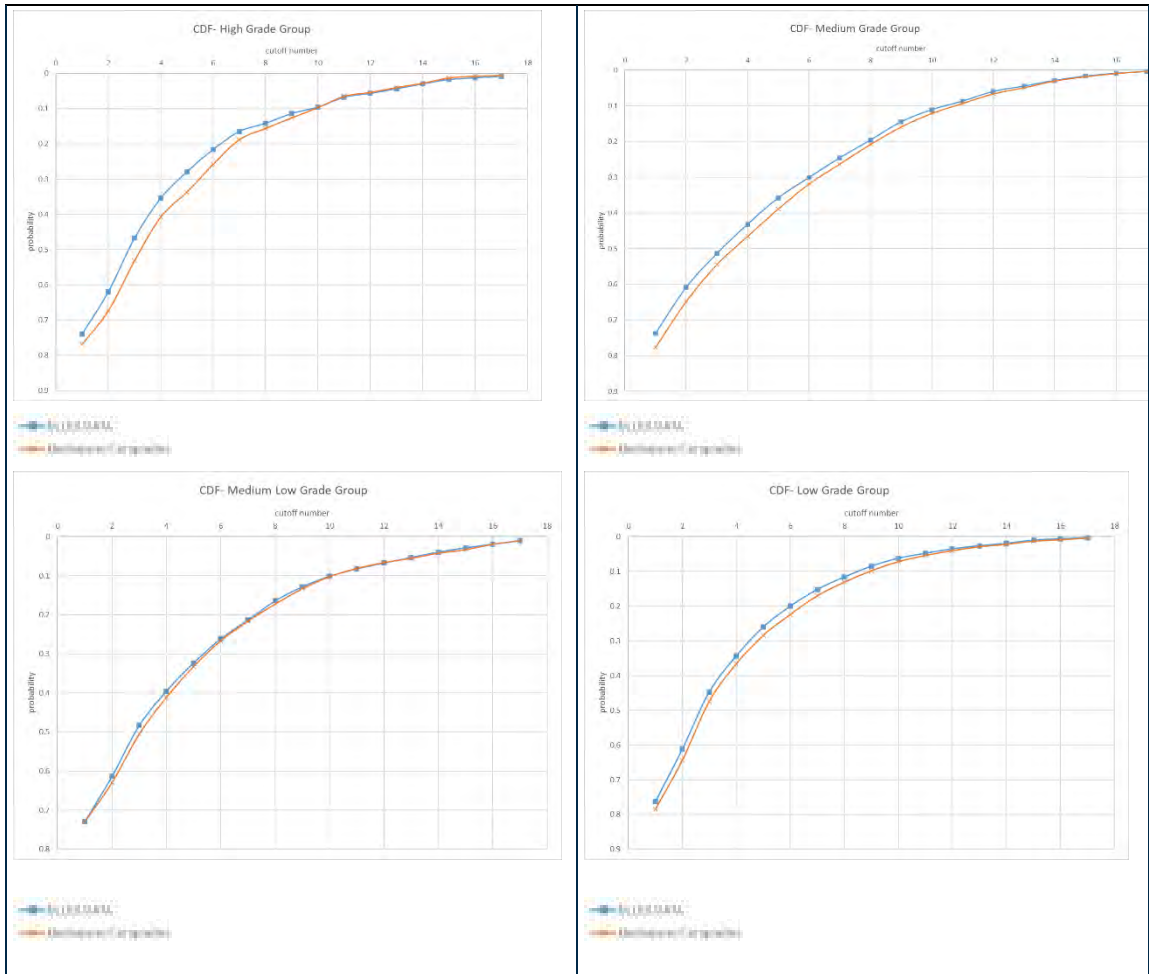 CDF- High Grade Group
cutoff number
0 2 4 6 8 10 12 14 16 18
0
0.1
0.2
0.3
0.4
0.5
0.6
0.7
0.8
0.9
probability
CDF- Medium Grade Group
cutoff number
0 2 4 6 8 10 12 14 16
0
0.1
0.2
0.3
0.4
0.5
0.6
0.7
0.8
0.9
probability
CDF- Medium Low Grade Group
cutoff number
0 2 4 6 8 10 12 14 16 18
0
0.1
0.2
0.3
0.4
0.5
0.6
0.7
0.8
probability
CDF- Low Grade Group
cutoff number
0 2 4 6 8 10 12 14 16 18
0
0.1
0.2
0.3
0.4
0.5
0.6
0.7
0.8
0.9
probability